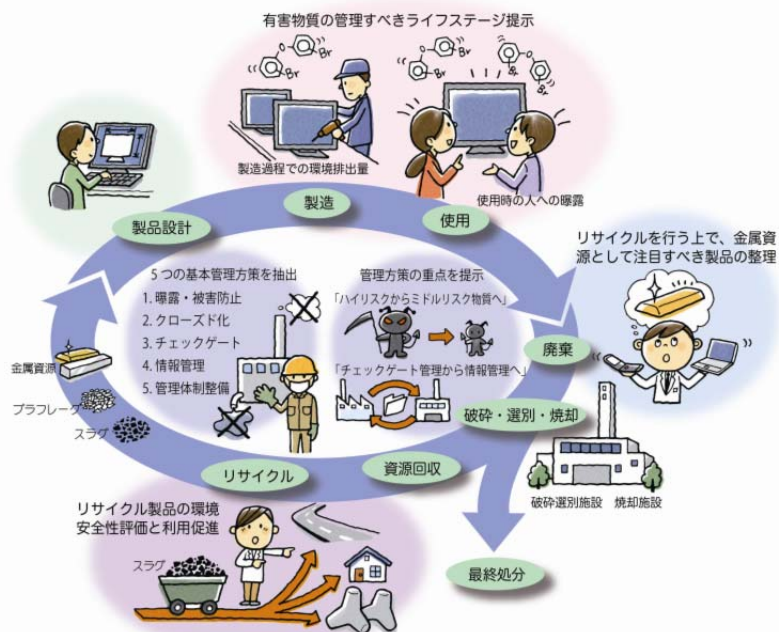 有害物質の管理すべきライフステージ提示
Br
Br
Br
Br
製造過程での環境排出量
使用時の人への曝露
製品設計
製造
使用
リサイクルを行う上で、金属資
源として注目すべき製品の整理
5つの基本管理方策を抽出
1. 曝露・被害防止
2. クローズド化
3. チェックゲート
4. 情報管理
5. 管理体制整備
管理方策の重点を提示
「ハイリスクからミドルリスク物質へ」
「チェックゲート管理から情報管理へ」
廃棄
破砕・選別・焼却
破砕選別施設
焼却施設
金属資源
プラフレーク
スラグ
リサイクル
資源回収
最終処分
リサイクル製品の環境
安全性評価と利用促進
スラグ